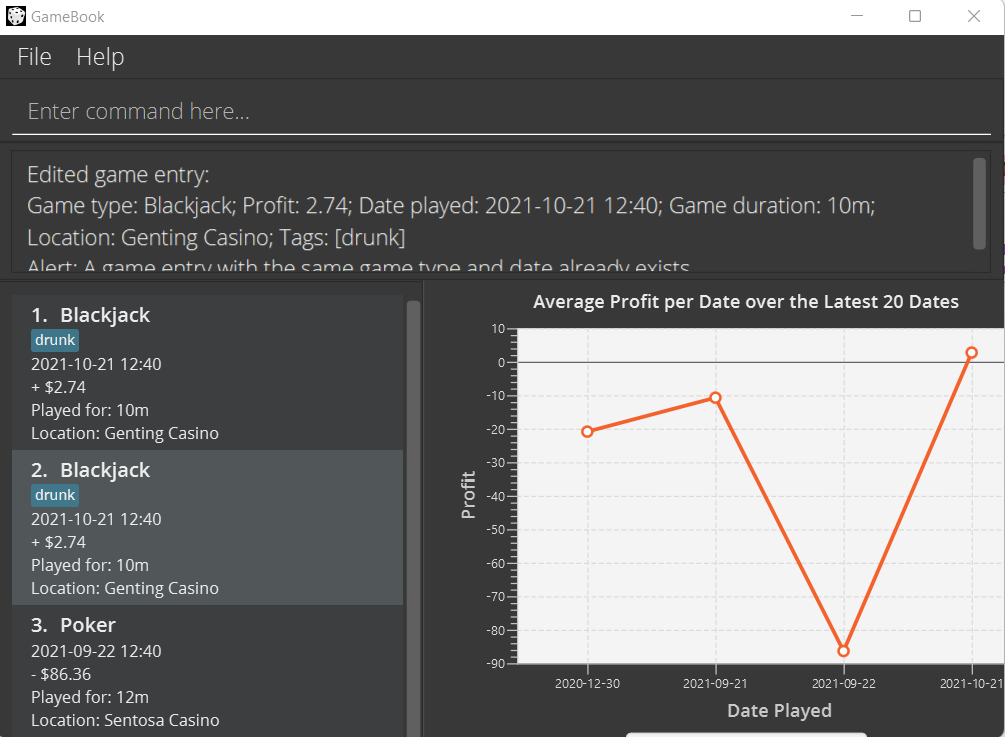 GameBook
File Help
Enter command here...
Edited game entry:
Game type: Blackjack; Profit: 2.74; Date played: 2021-10-21 12:40; Game duration: 10m;
Location: Genting Casino; Tags: [drunk]
Alert: A game entry with the same game type and date already exists
1. Blackjack
drunk
2021-10-21 12:40
+ $2.74
Played for: 10m
Location: Genting Casino
2. Blackjack
drunk
2021-10-21 12:40
+ $2.74
Played for: 10m
Location: Genting Casino
3. Poker
2021-09-22 12:40
- $86.36
Played for: 12m
Location: Sentosa Casino
Average Profit per Date over the Latest 20 Dates
Profit
10
0
-10
-20
-30
-40
-50
-60
-70
-80
-90
2020-12-30 2021-09-21 2021-09-22 2021-10-21
Date Played